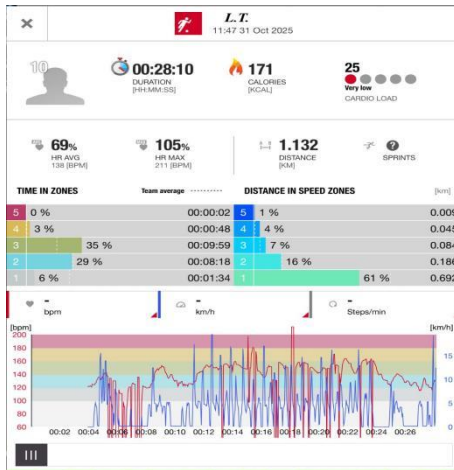 L.T.
11:47 31 Oct 2025
10
00:28:10
DURATION
[HH:MM:SS]
171
CALORIES
[KCAL]
25
Very low
CARDIO LOAD
69%
HR AVG
138 [BPM]
105%
HR MAX
211 [BPM]
1.132
DISTANCE
[KM]
?
SPRINTS
TIME IN ZONES Team average DISTANCE IN SPEED ZONES [km]
5 0 % 00:00:02 5 1 % 0.009
4 3 % 00:00:48 4 4 % 0.045
3 35 % 00:09:59 3 7 % 0.084
2 29 % 00:08:18 2 16 % 0.186
1 6 % 00:01:34 1 61 % 0.692
- bpm
- km/h
- Steps/min
[bpm] [km/h]
200
180
160 15
140
120 10
100
80 5
60 0
00:02 00:04 00:06 00:08 00:10 00:12 00:14 00:16 00:18 00:20 00:22 00:24 00:26